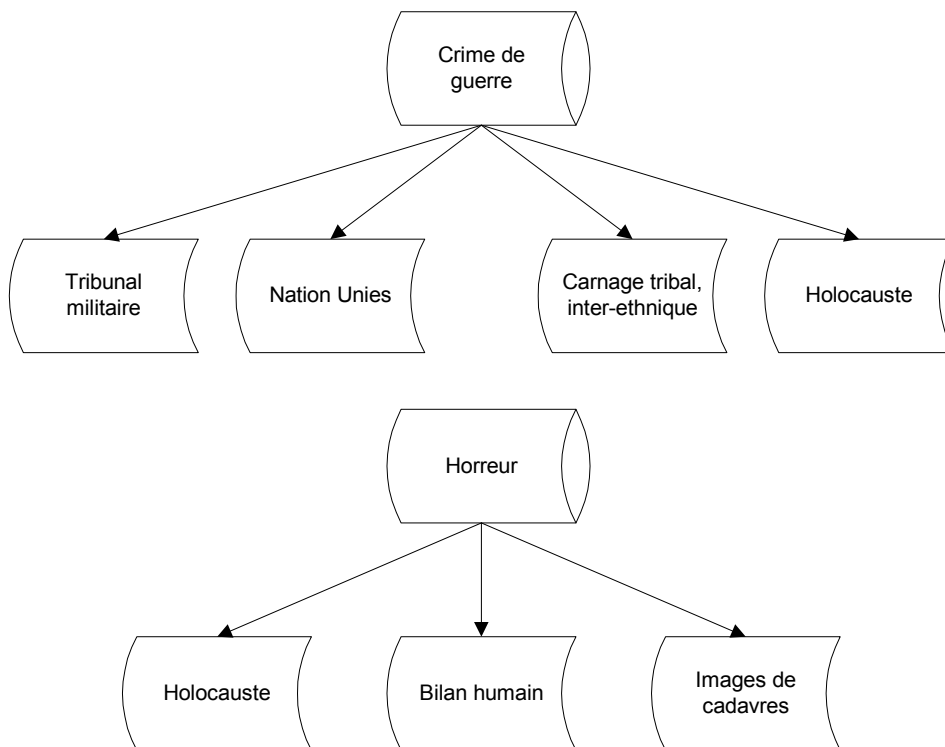 Crime de
guerre
Tribunal
militaire
Nation Unies
Carnage tribal,
inter-ethnique
Holocauste
Horreur
Holocauste
Bilan humain
Images de
cadavres